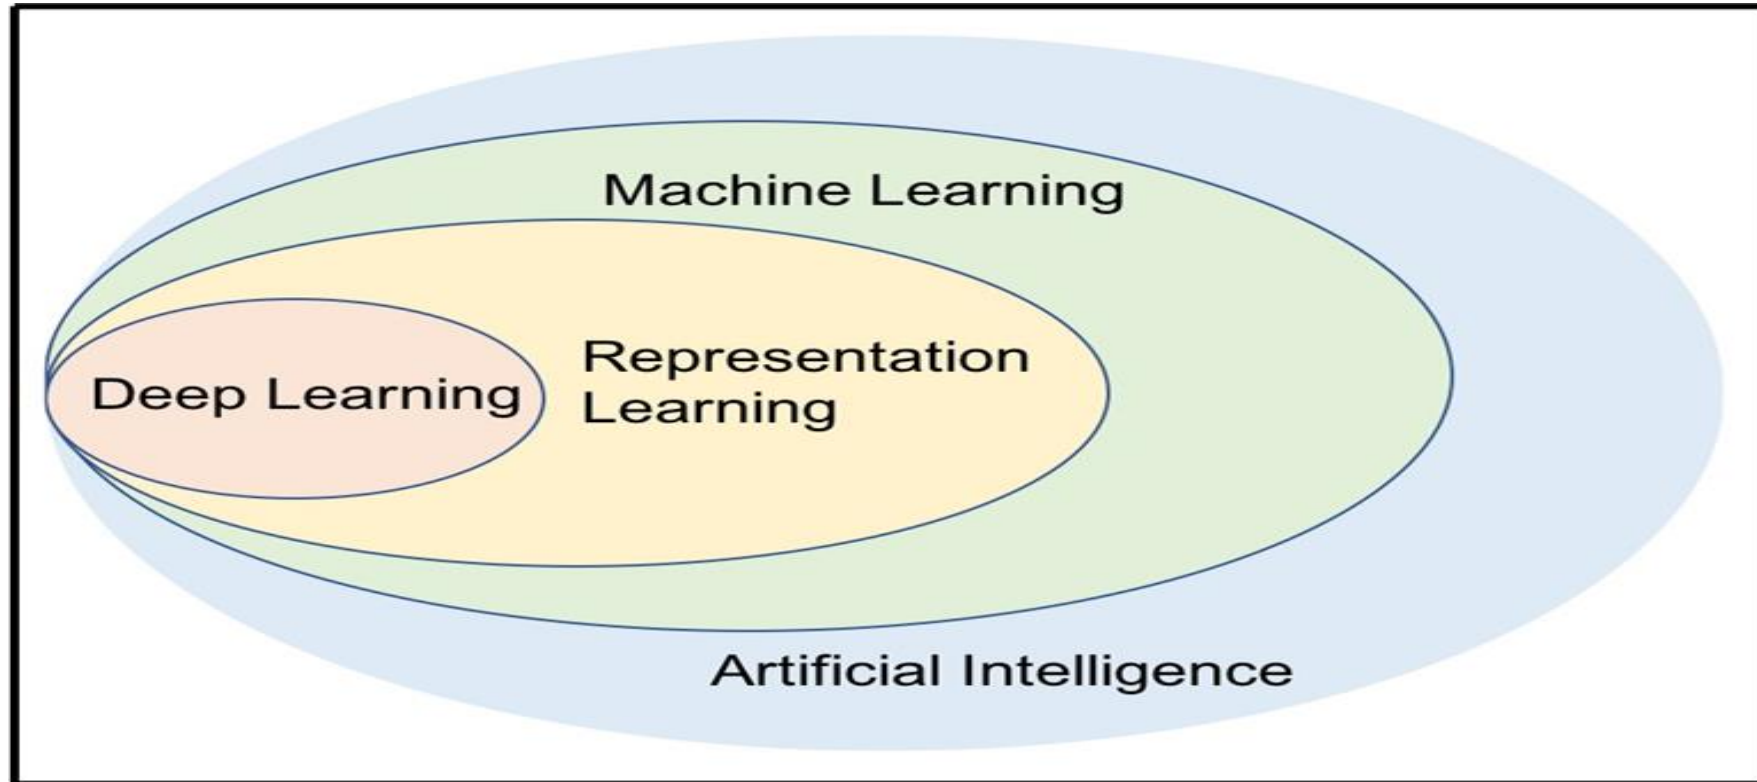 Machine Learning
Representation
Learning
Deep Learning
Artificial Intelligence